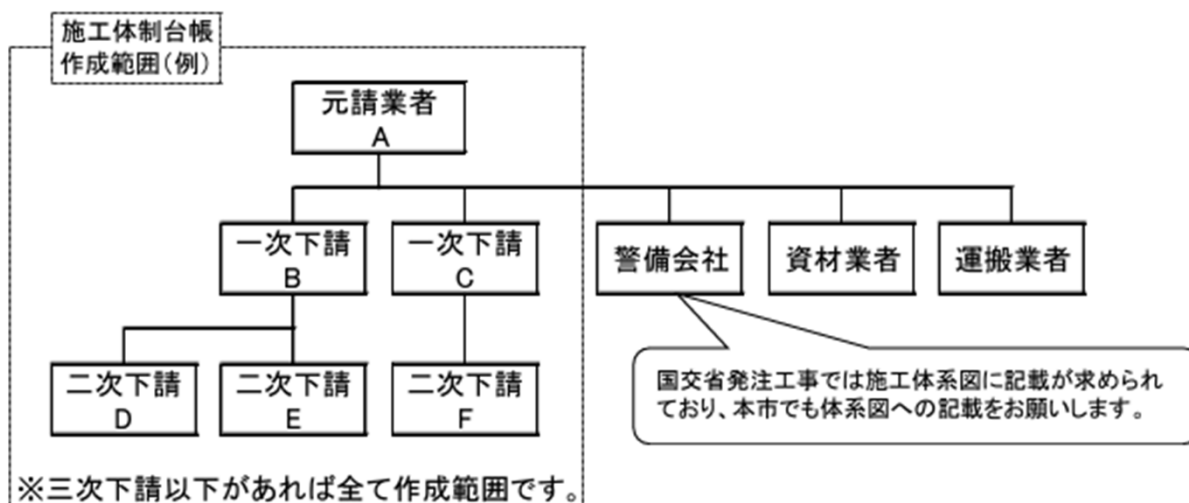 施工体制台帳
作成範囲(例)
元請業者
A
一次下請
B
一次下請
C
警備会社
資材業者
運搬業者
二次下請
D
二次下請
E
二次下請
F
国交省発注工事では施工体系図に記載が求められ
ており、本市でも体系図への記載をお願いします。
※三次下請以下があれば全て作成範囲です。